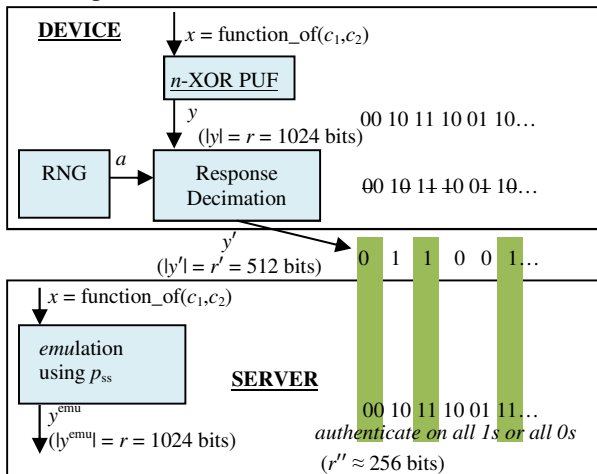 DEVICE
x = function_of(c₁,c₂)
n-XOR PUF
y
(|y| = r = 1024 bits)
00 10 11 10 01 10…
RNG
a
Response
Decimation
00 10 11 10 01 10…
y′
(|y′| = r′ = 512 bits)
0 1 1 0 0 1…
x = function_of(c₁,c₂)
emulation
using pₛₛ
SERVER
yᵉᵐᵘ
(|yᵉᵐᵘ| = r = 1024 bits)
00 10 11 10 01 11…
authenticate on all 1s or all 0s
(r′′ ≈ 256 bits)